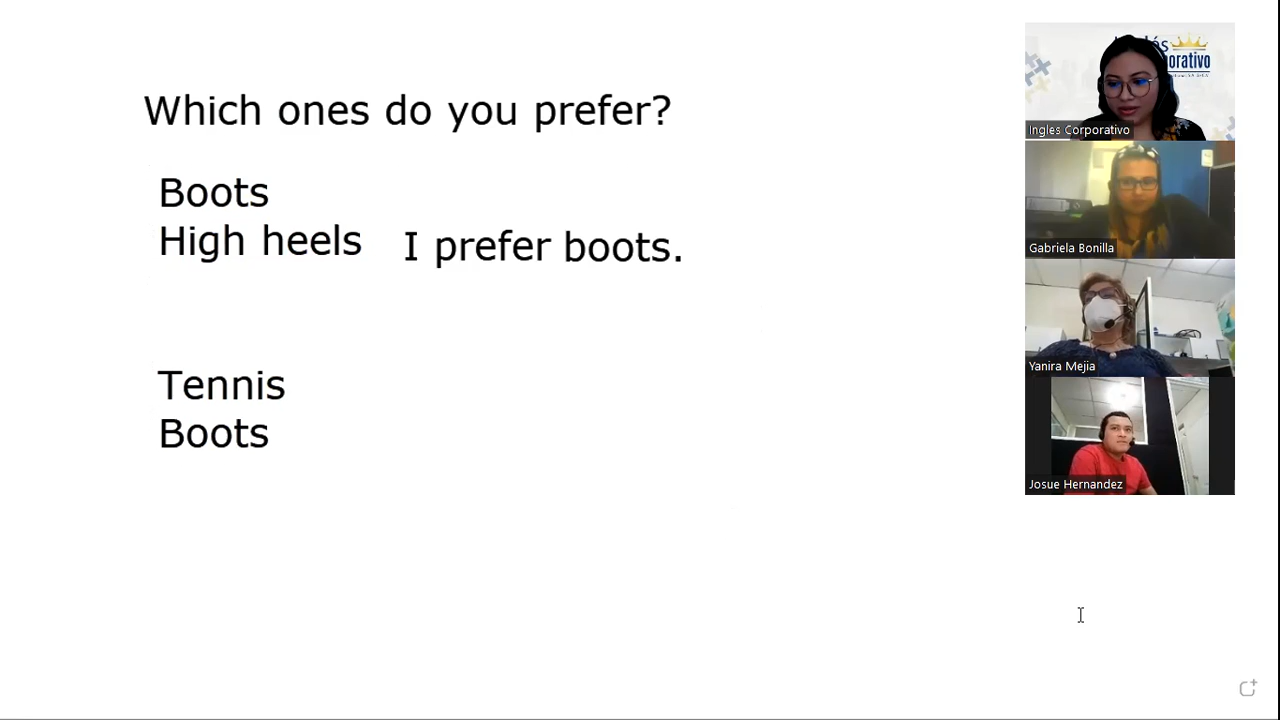 Which ones do you prefer?
Boots
High heels I prefer boots.
Tennis
Boots
Ingles Corporativo
Gabriela Bonilla
Yanira Mejia
Josue Hernandez